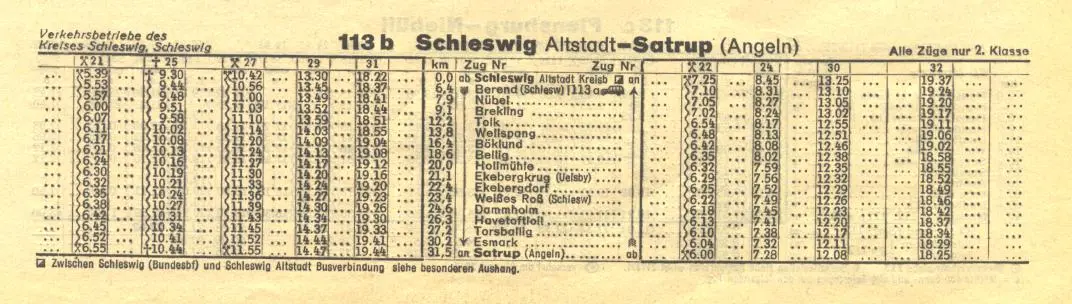 Verkehrsbetriebe des
Kreises Schleswig, Schleswig
113 b Schleswig Altstadt–Satrup (Angeln)
Alle Züge nur 2. Klasse
⚒21 †25 ⚒27 29 31 km Zug Nr Zug Nr ⚒22 24 30 32
... ⚒5.39 ... †9.30 ... ⚒10.42 ... 13.30 ... 18.22 0,0 ab Schleswig Altstadt Kreisb an ... ⚒7.25 ... 8.45 ... 13.25 ... 19.37 ...
... 5.53 ... 9.44 ... 10.56 ... 13.45 ... 18.37 6,4 Berend (Schlesw) 113 a ... 7.10 ... 8.31 ... 13.10 ... 19.24 ...
... 5.57 ... 9.48 ... 11.00 ... 13.49 ... 18.41 7,9 Nübel ... 7.05 ... 8.27 ... 13.05 ... 19.20 ...
... 6.00 ... 9.51 ... 11.03 ... 13.52 ... 18.44 9,1 Brekling ... 7.02 ... 8.24 ... 13.02 ... 19.17 ...
... 6.07 ... 9.58 ... 11.10 ... 13.59 ... 18.51 12,2 Tolk ... 6.54 ... 8.17 ... 12.55 ... 19.11 ...
... 6.11 ... 10.02 ... 11.14 ... 14.03 ... 18.55 13,8 Wellspang ... 6.48 ... 8.13 ... 12.51 ... 19.06 ...
... 6.17 ... 10.08 ... 11.20 ... 14.09 ... 19.04 16,4 Böklund ... 6.42 ... 8.08 ... 12.46 ... 19.02 ...
... 6.21 ... 10.13 ... 11.24 ... 14.13 ... 19.08 18,6 Bellig ... 6.35 ... 8.02 ... 12.38 ... 18.58 ...
... 6.24 ... 10.16 ... 11.27 ... 14.17 ... 19.12 20,0 Hollmühle ... 6.32 ... 7.59 ... 12.35 ... 18.55 ...
... 6.30 ... 10.19 ... 11.30 ... 14.20 ... 19.16 21,1 Ekebergkrug (Uelsby) ... 6.29 ... 7.56 ... 12.32 ... 18.52 ...
... 6.32 ... 10.21 ... 11.33 ... 14.24 ... 19.20 22,4 Ekebergdorf ... 6.25 ... 7.52 ... 12.29 ... 18.49 ...
... 6.35 ... 10.24 ... 11.36 ... 14.27 ... 19.23 23,4 Weißes Roß (Schlesw) ... 6.22 ... 7.49 ... 12.26 ... 18.46 ...
... 6.38 ... 10.27 ... 11.39 ... 14.30 ... 19.26 24,6 Dammholm ... 6.18 ... 7.45 ... 12.23 ... 18.42 ...
... 6.42 ... 10.31 ... 11.43 ... 14.34 ... 19.30 26,3 Havetoftloit ... 6.13 ... 7.41 ... 12.20 ... 18.37 ...
... 6.45 ... 10.34 ... 11.45 ... 14.37 ... 19.33 27,2 Torsballig ... 6.10 ... 7.38 ... 12.17 ... 18.34 ...
... 6.52 ... 10.41 ... 11.52 ... 14.44 ... 19.41 30,2 Esmark ... 6.04 ... 7.32 ... 12.11 ... 18.29 ...
... ⚒6.55 ... †10.44 ... ⚒11.55 ... 14.47 ... 19.44 31,5 an Satrup (Angeln) ab ... ⚒6.00 ... 7.28 ... 12.08 ... 18.25 ...
Zwischen Schleswig (Bundesbf) und Schleswig Altstadt Busverbindung siehe besonderen Aushang.